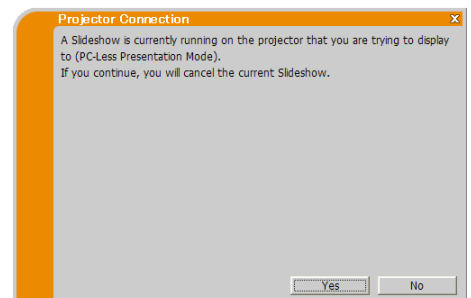 Projector Connection
A Slideshow is currently running on the projector that you are trying to display
to (PC-Less Presentation Mode).
If you continue, you will cancel the current Slideshow.
Yes No